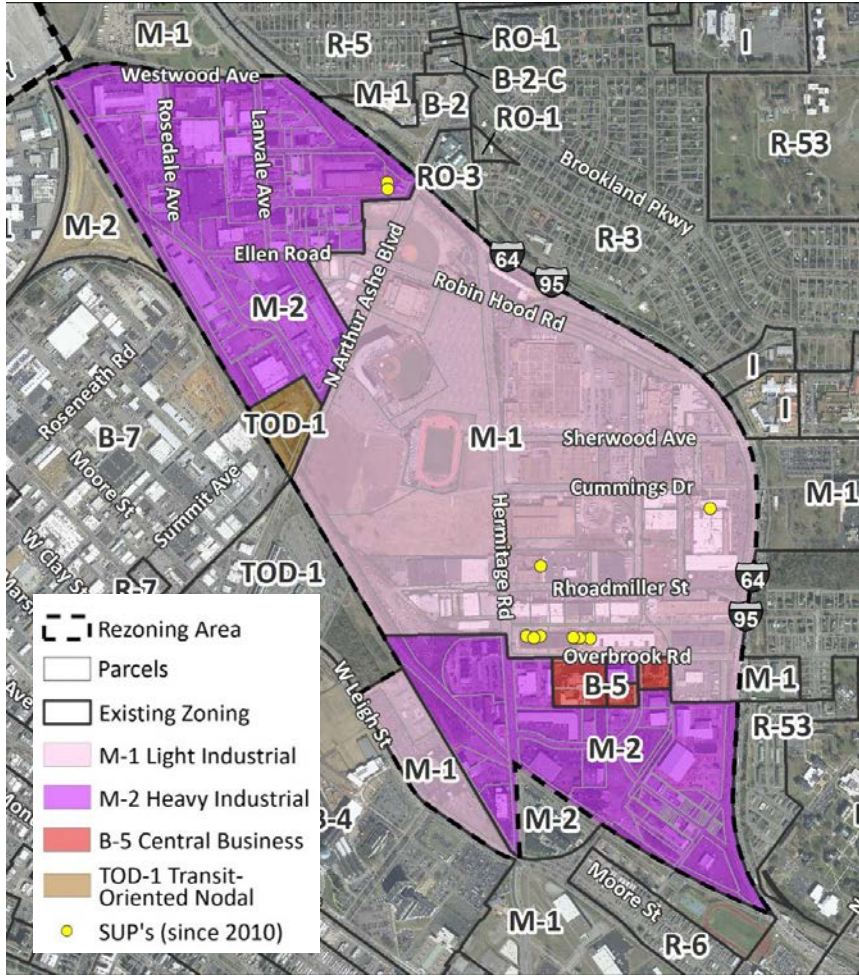 M-1
R-5
RO-1
I
B-2-C
Westwood Ave
M-1
B-2
RO-1
R-53
Rosedale Ave
Lanvale Ave
RO-3
Brookland Pkwy
M-2
R-3
Ellen Road
N Arthur Ashe Blvd
64
95
Robin Hood Rd
M-2
I
Roseneath Rd
TOD-1
I
B-7
M-1
Sherwood Ave
Moore St
Summit Ave
Cummings Dr
M-1
Hermitage Rd
W Clay St
TOD-1
R-7
Rhoadmiller St
64
95
Overbrook Rd
B-5
M-1
W Leigh St
R-53
M-2
M-1
M-2
Moore St
M-1
R-6
Rezoning Area
Parcels
Existing Zoning
M-1 Light Industrial
M-2 Heavy Industrial
B-5 Central Business
TOD-1 Transit-
Oriented Nodal
SUP's (since 2010)